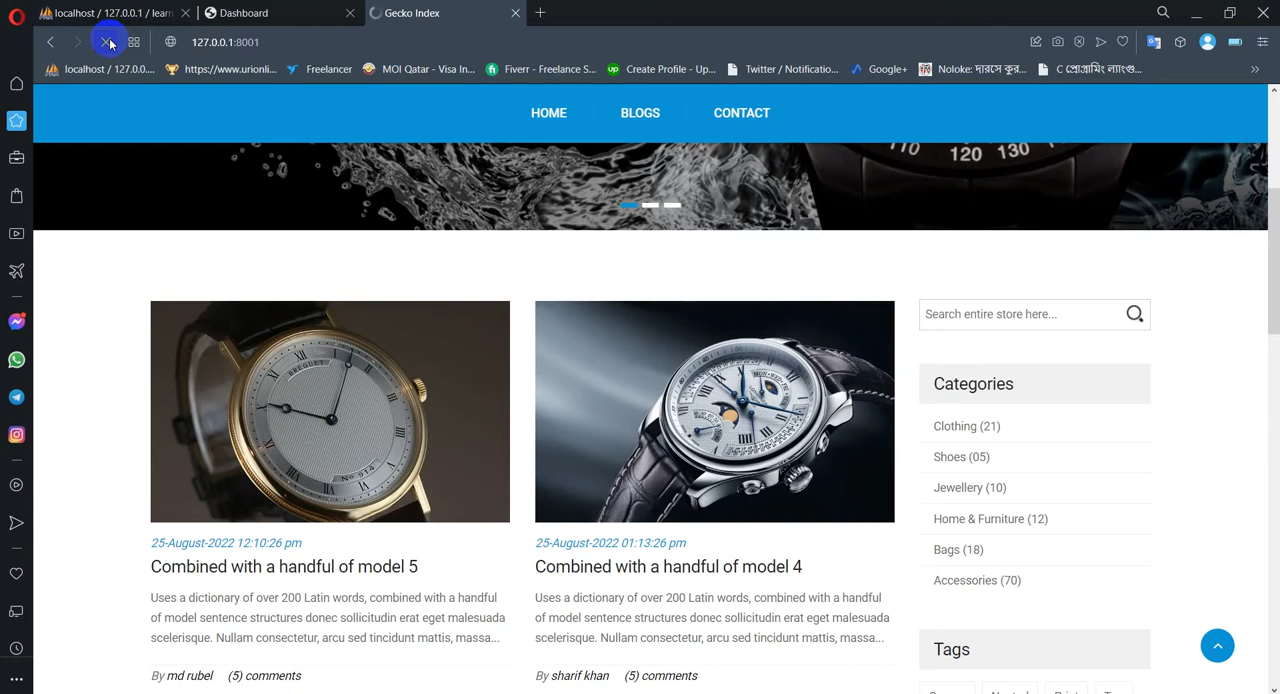 localhost / 127.0.0.1 / learn
Dashboard
Gecko Index
127.0.0.1:8001
localhost / 127.0.0....
https://www.urionli...
Freelancer
MOI Qatar - Visa In...
Fiverr - Freelance S...
Create Profile - Up...
Twitter / Notificatio...
Google+
Noloke: দারসে কুর...
C প্রোগ্রামিং ল্যাংগু...
HOME
BLOGS
CONTACT
110 120 130
Search entire store here...
BREGUET
No 914
Categories
Clothing (21)
Shoes (05)
Jewellery (10)
Home & Furniture (12)
Bags (18)
Accessories (70)
25-August-2022 12:10:26 pm
Combined with a handful of model 5
Uses a dictionary of over 200 Latin words, combined with a handful
of model sentence structures donec sollicitudin erat eget malesuada
scelerisque. Nullam consectetur, arcu sed tincidunt mattis, massa...
By md rubel (5) comments
25-August-2022 01:13:26 pm
Combined with a handful of model 4
Uses a dictionary of over 200 Latin words, combined with a handful
of model sentence structures donec sollicitudin erat eget malesuada
scelerisque. Nullam consectetur, arcu sed tincidunt mattis, massa...
By sharif khan (5) comments
Tags